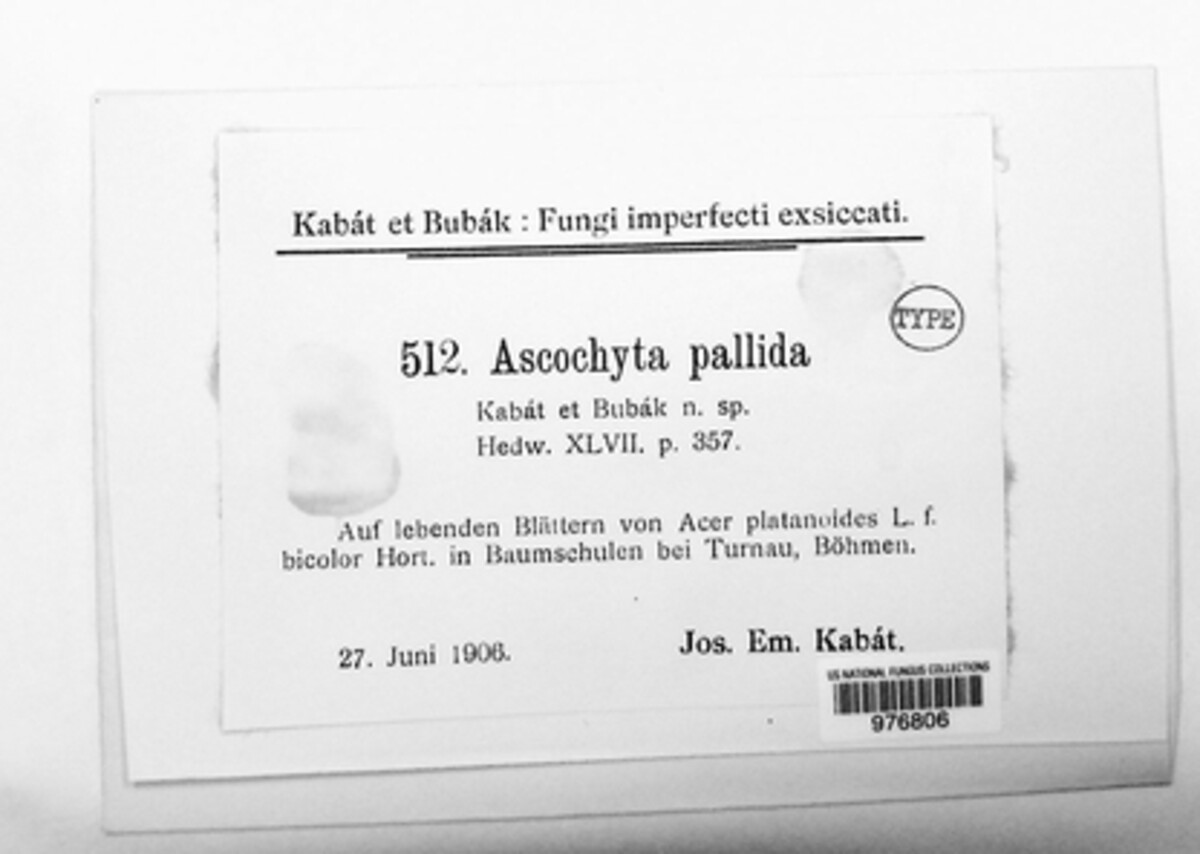 Kabát et Bubák : Fungi imperfecti exsiccati.
TYPE
512. Ascochyta pallida
Kabát et Bubák n. sp.
Hedw. XLVII. p. 357.
Auf lebenden Blättern von Acer platanoides L. f.
bicolor Hort. in Baumschulen bei Turnau, Böhmen.
27. Juni 1906.
Jos. Em. Kabát.
US NATIONAL FUNGUS COLLECTIONS
976806